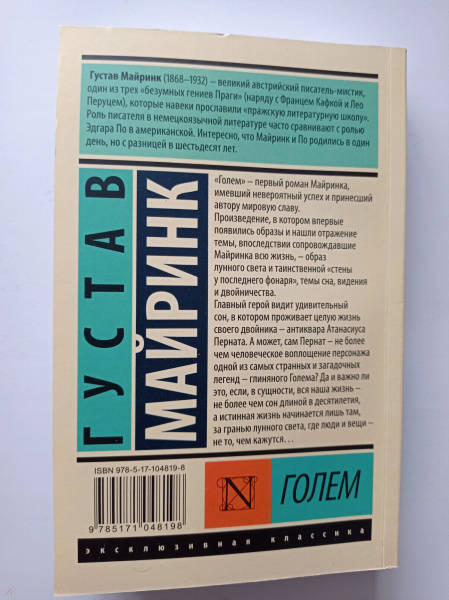 Густав Майринк (1868–1932) – великий австрийский писатель-мистик,
один из трех «безумных гениев Праги» (наряду с Францем Кафкой и Лео
Перуцем), которые навеки прославили «пражскую литературную школу».
Роль писателя в немецкоязычной литературе часто сравнивают с ролью
Эдгара По в американской. Интересно, что Майринк и По родились в один
день, но с разницей в шестьдесят лет.
ГУСТАВ
МАЙРИНК
«Голем» – первый роман Майринка,
имевший невероятный успех и принесший
автору мировую славу.
Произведение, в котором впервые
появились образы и нашли отражение
темы, впоследствии сопровождавшие
Майринка всю жизнь, – образ
лунного света и таинственной «стены
у последнего фонаря», темы сна, видения
и двойничества.
Главный герой видит удивительный
сон, в котором проживает целую жизнь
своего двойника – антиквара Атанасиуса
Перната. А может, сам Пернат – не более
чем человеческое воплощение персонажа
одной из самых странных и загадочных
легенд – глиняного Голема? Да и важно ли
это, если, в сущности, вся наша жизнь –
не более чем сон длиной в десятилетия,
а истинная жизнь начинается лишь там,
за гранью лунного света, где люди и вещи –
не то, чем кажутся…
ISBN 978-5-17-104819-8
9 785171 048198
N
ГОЛЕМ
эксклюзивная классика